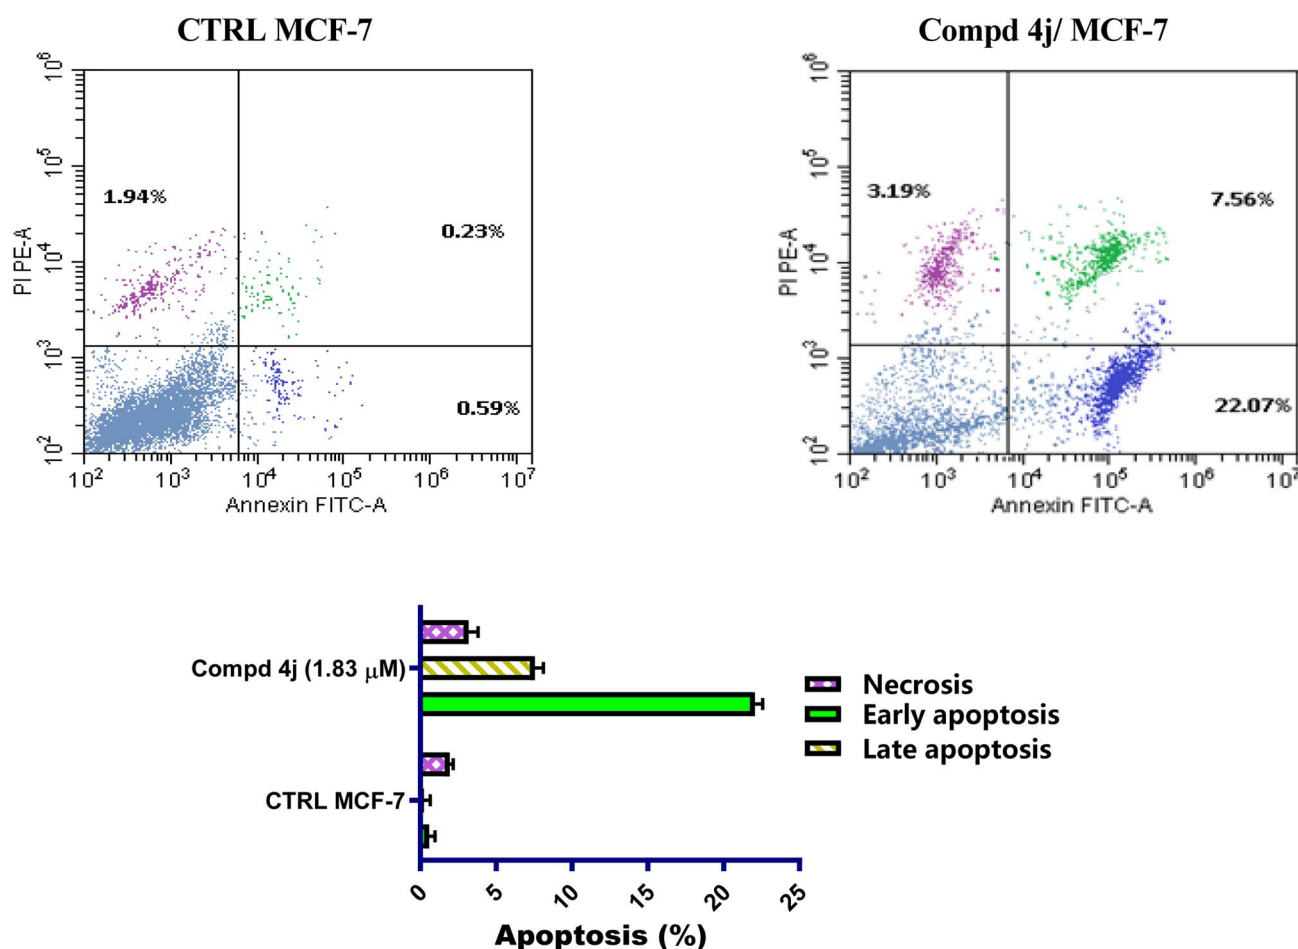 CTRL MCF-7
10^6
10^5
10^4
10^3
10^2
PI PE-A
1.94%
0.23%
0.59%
10^2 10^3 10^4 10^5 10^6 10^7
Annexin FITC-A
Compd 4j/ MCF-7
10^6
10^5
10^4
10^3
10^2
PI PE-A
3.19%
7.56%
22.07%
10^2 10^3 10^4 10^5 10^6 10^7
Annexin FITC-A
Compd 4j (1.83 μM)
CTRL MCF-7
0 5 10 15 20 25
Apoptosis (%)
Necrosis
Early apoptosis
Late apoptosis